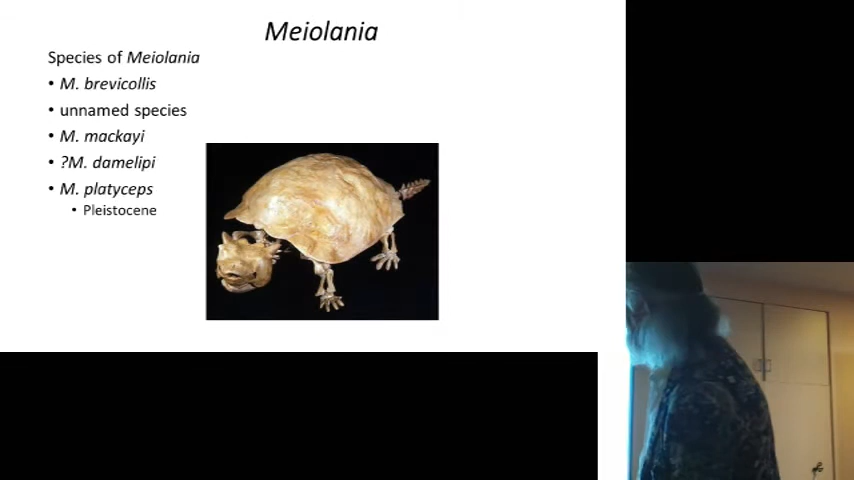 Meiolania
Species of Meiolania
• M. brevicollis
• unnamed species
• M. mackayi
• ?M. damelipi
• M. platyceps
• Pleistocene